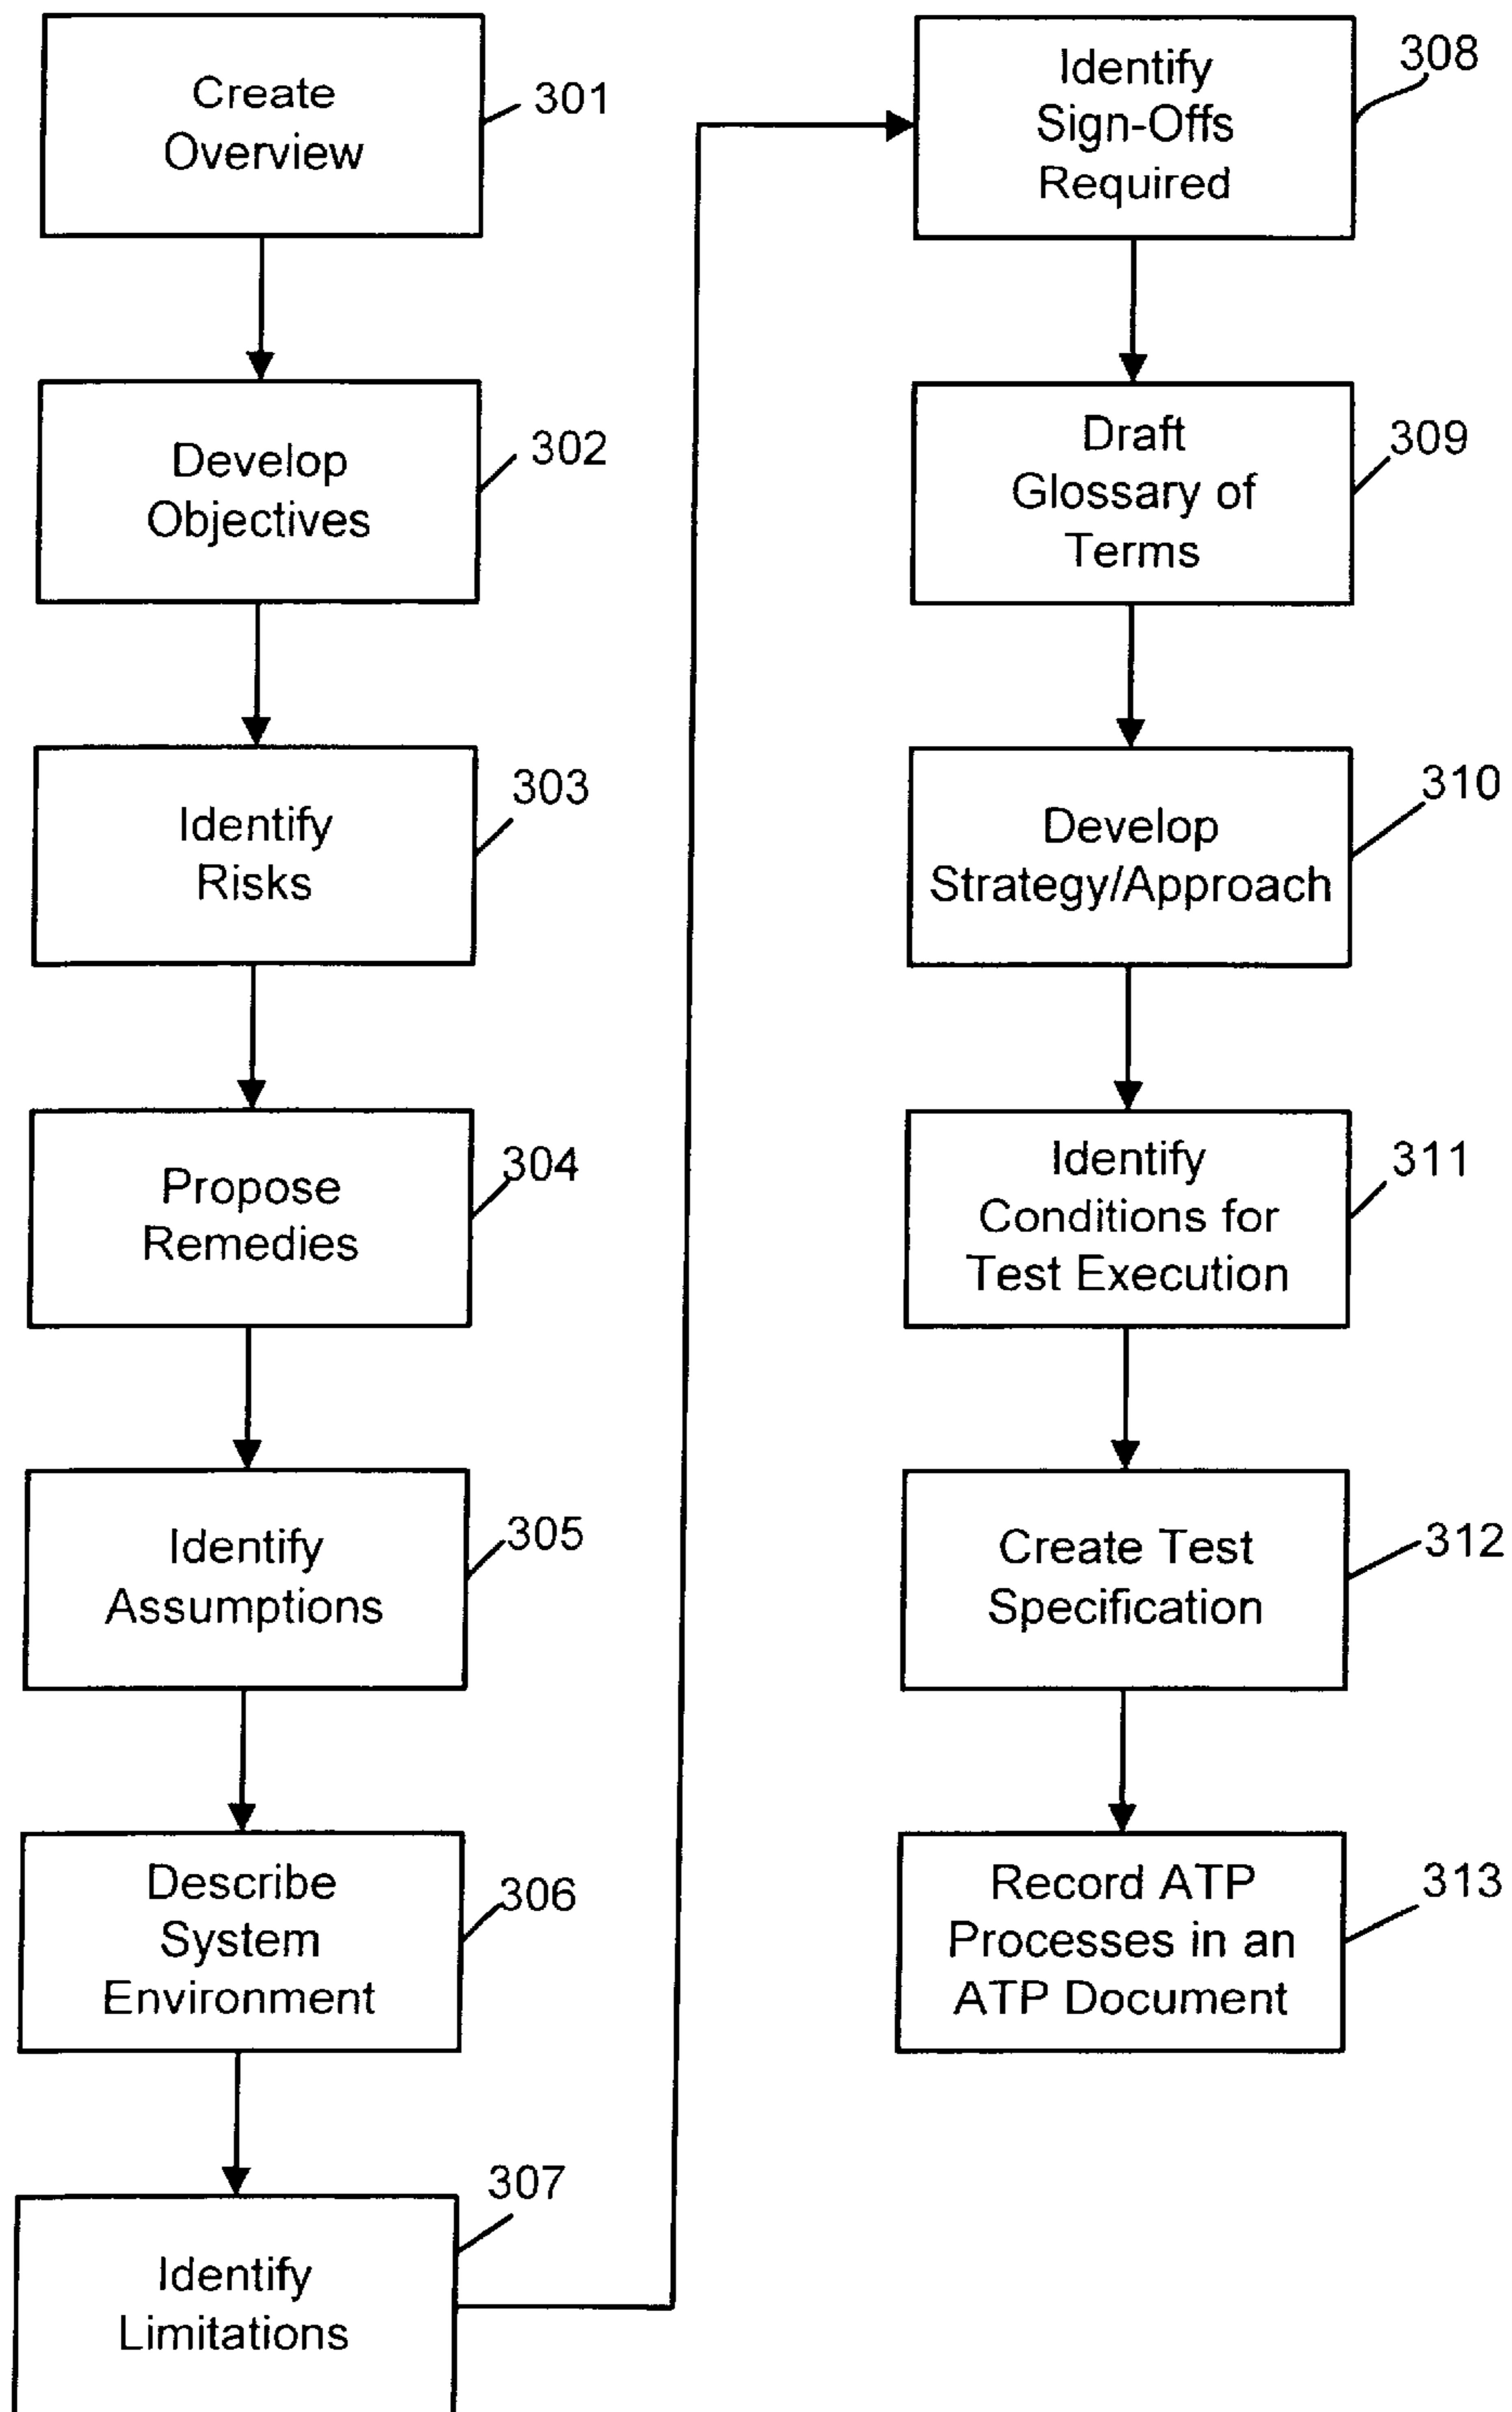 Create
Overview
301
Develop
Objectives
302
Identify
Risks
303
Propose
Remedies
304
Identify
Assumptions
305
Describe
System
Environment
306
Identify
Limitations
307
Identify
Sign-Offs
Required
308
Draft
Glossary of
Terms
309
Develop
Strategy/Approach
310
Identify
Conditions for
Test Execution
311
Create Test
Specification
312
Record ATP
Processes in an
ATP Document
313